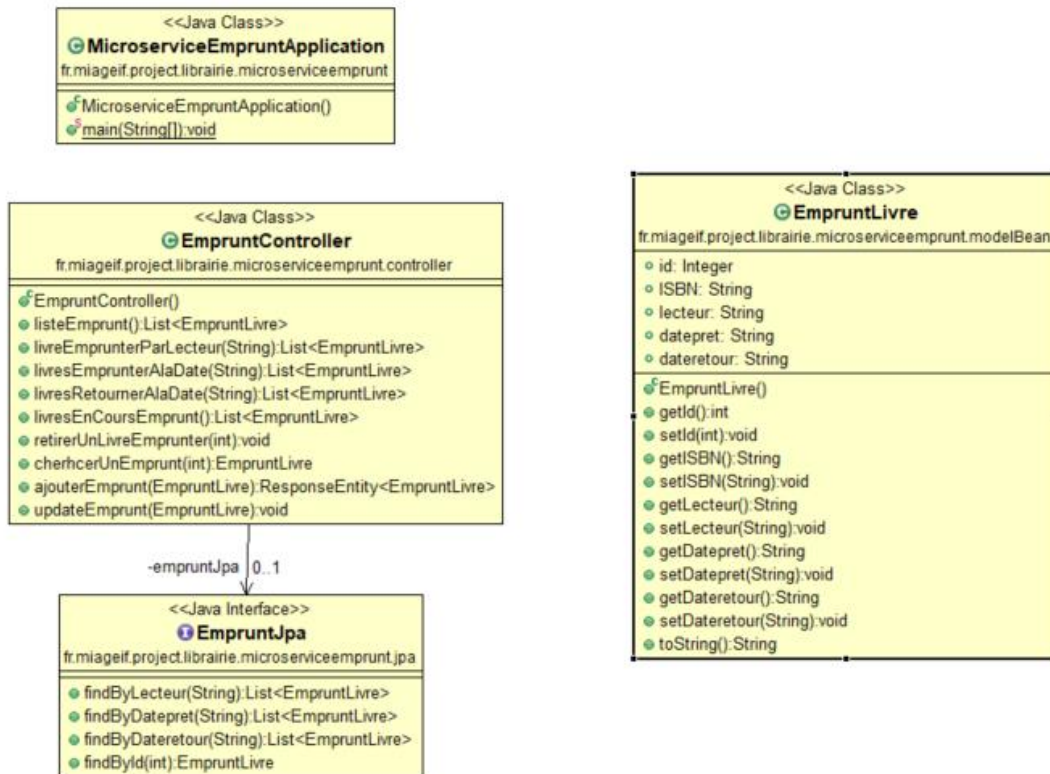 <<Java Class>>
MicroserviceEmpruntApplication
fr.miageif.project.librairie.microserviceemprunt
MicroserviceEmpruntApplication()
main(String[]):void
<<Java Class>>
EmpruntController
fr.miageif.project.librairie.microserviceemprunt.controller
EmpruntController()
listeEmprunt():List<EmpruntLivre>
livreEmprunterParLecteur(String):List<EmpruntLivre>
livresEmprunterAlaDate(String):List<EmpruntLivre>
livresRetournerAlaDate(String):List<EmpruntLivre>
livresEnCoursEmprunt():List<EmpruntLivre>
retirerUnLivreEmprunter(int):void
cherhcerUnEmprunt(int):EmpruntLivre
ajouterEmprunt(EmpruntLivre):ResponseEntity<EmpruntLivre>
updateEmprunt(EmpruntLivre):void
-empruntJpa 0..1
<<Java Interface>>
EmpruntJpa
fr.miageif.project.librairie.microserviceemprunt.jpa
findByLecteur(String):List<EmpruntLivre>
findByDatepret(String):List<EmpruntLivre>
findByDateretour(String):List<EmpruntLivre>
findById(int):EmpruntLivre
<<Java Class>>
EmpruntLivre
fr.miageif.project.librairie.microserviceemprunt.modelBean
id: Integer
ISBN: String
lecteur: String
datepret: String
dateretour: String
EmpruntLivre()
getId():int
setId(int):void
getISBN():String
setISBN(String):void
getLecteur():String
setLecteur(String):void
getDatepret():String
setDatepret(String):void
getDateretour():String
setDateretour(String):void
toString():String